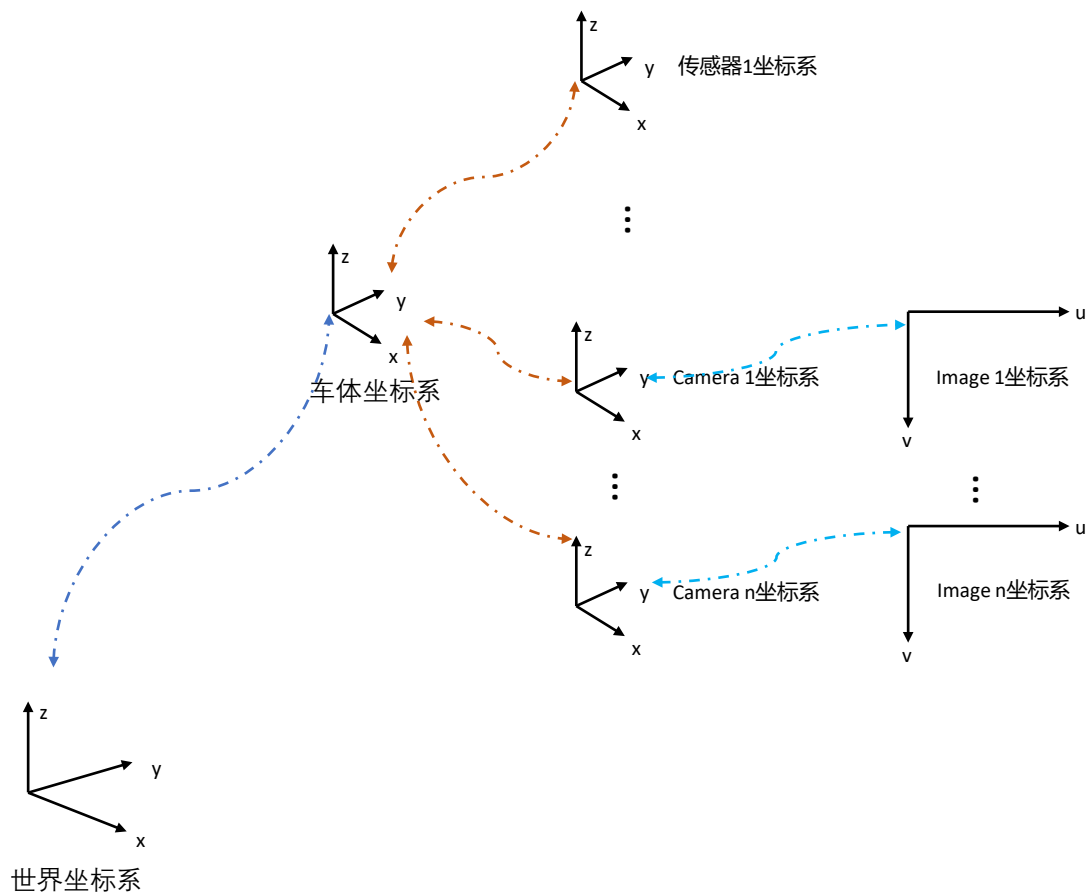 z
y 传感器1坐标系
x
z
y
x
车体坐标系
z
y Camera 1坐标系
x
u
Image 1坐标系
v
z
y Camera n坐标系
x
u
Image n坐标系
v
z
y
x
世界坐标系